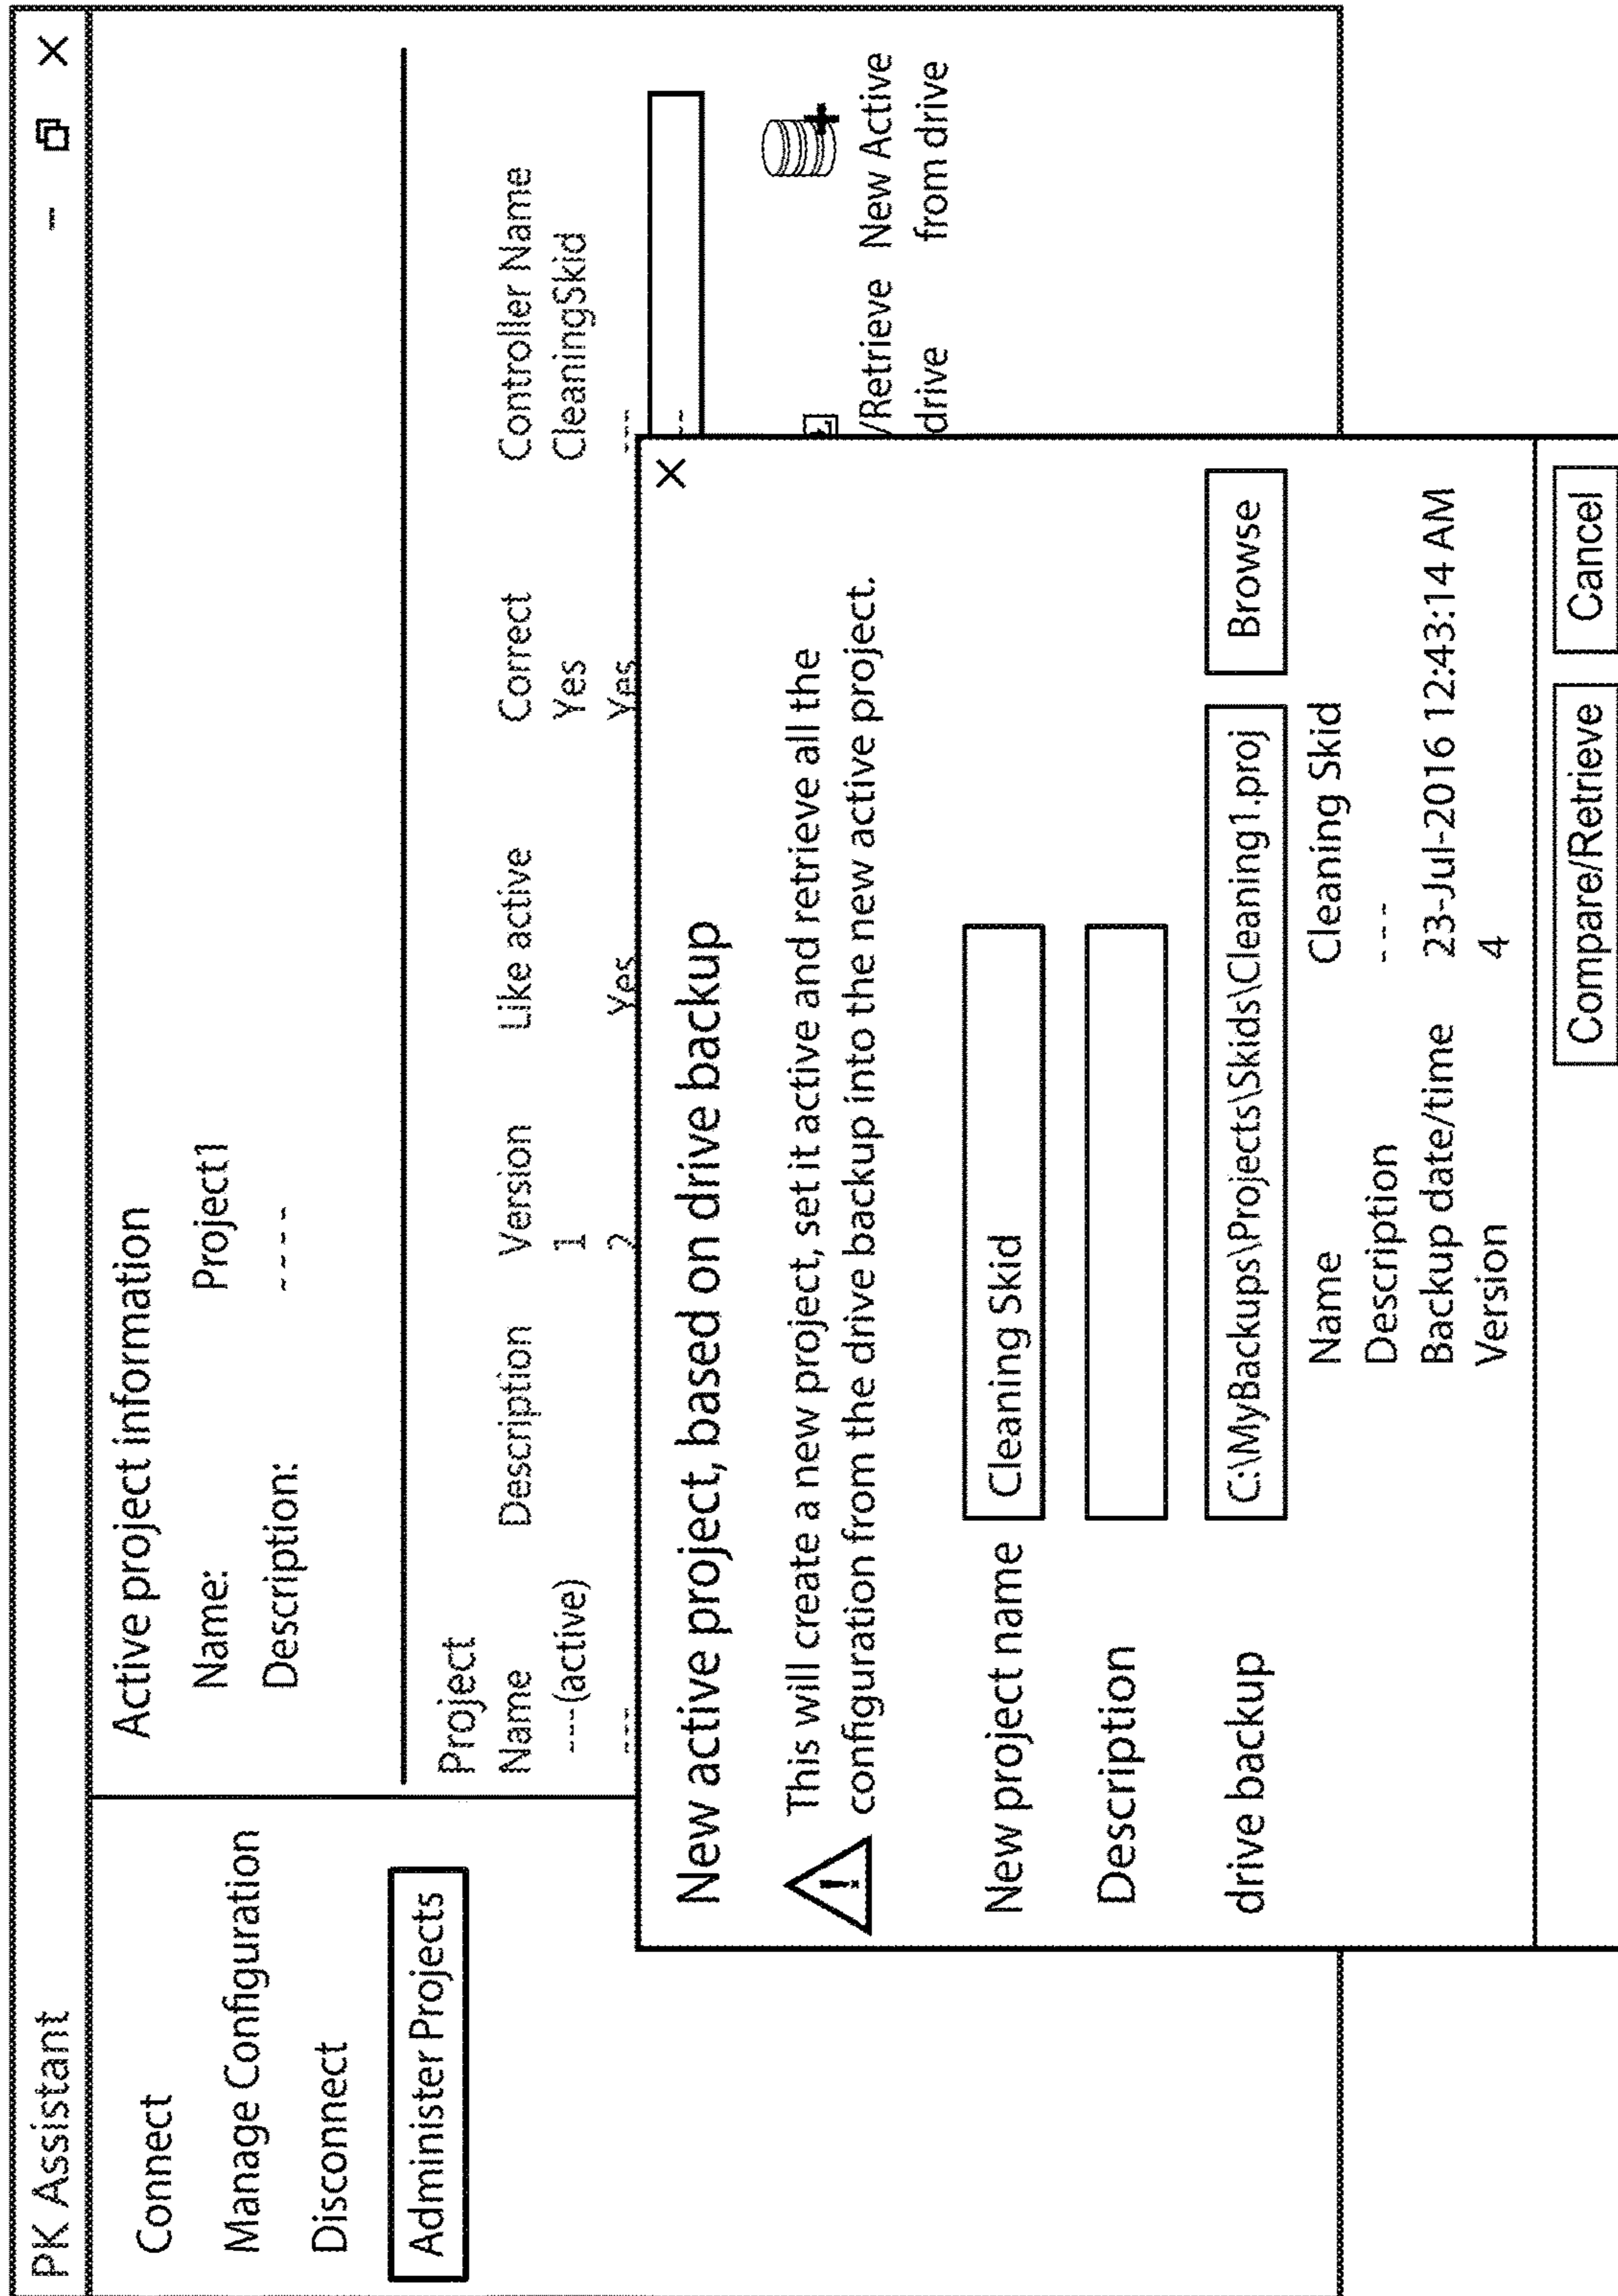 PK Assistant
Connect
Manage Configuration
Disconnect
Administer Projects
Active project information
Name: Project1
Description: ----
Project
Name Description Version Like active Correct Controller Name
----(active) 1 Yes CleaningSkid
---- 2 Yes Yes ---
--
/Retrieve New Active
drive from drive
New active project, based on drive backup
This will create a new project, set it active and retrieve all the
configuration from the drive backup into the new active project.
New project name Cleaning Skid
Description
drive backup C:\MyBackups\Projects\Skids\Cleaning1.proj Browse
Name Cleaning Skid
Description ---
Backup date/time 23-Jul-2016 12:43:14 AM
Version 4
Compare/Retrieve Cancel